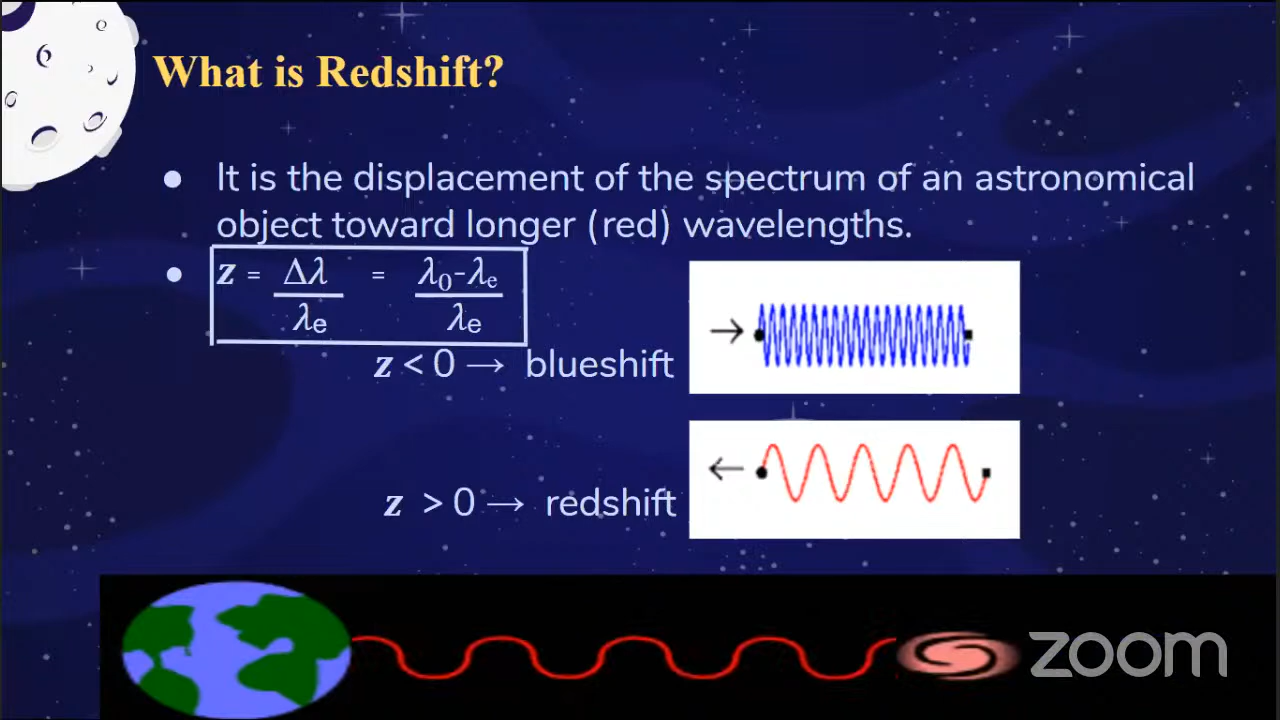 What is Redshift?
● It is the displacement of the spectrum of an astronomical
object toward longer (red) wavelengths.
● z = Δλ/λe = λ0-λe/λe
z < 0 → blueshift
z > 0 → redshift
zoom